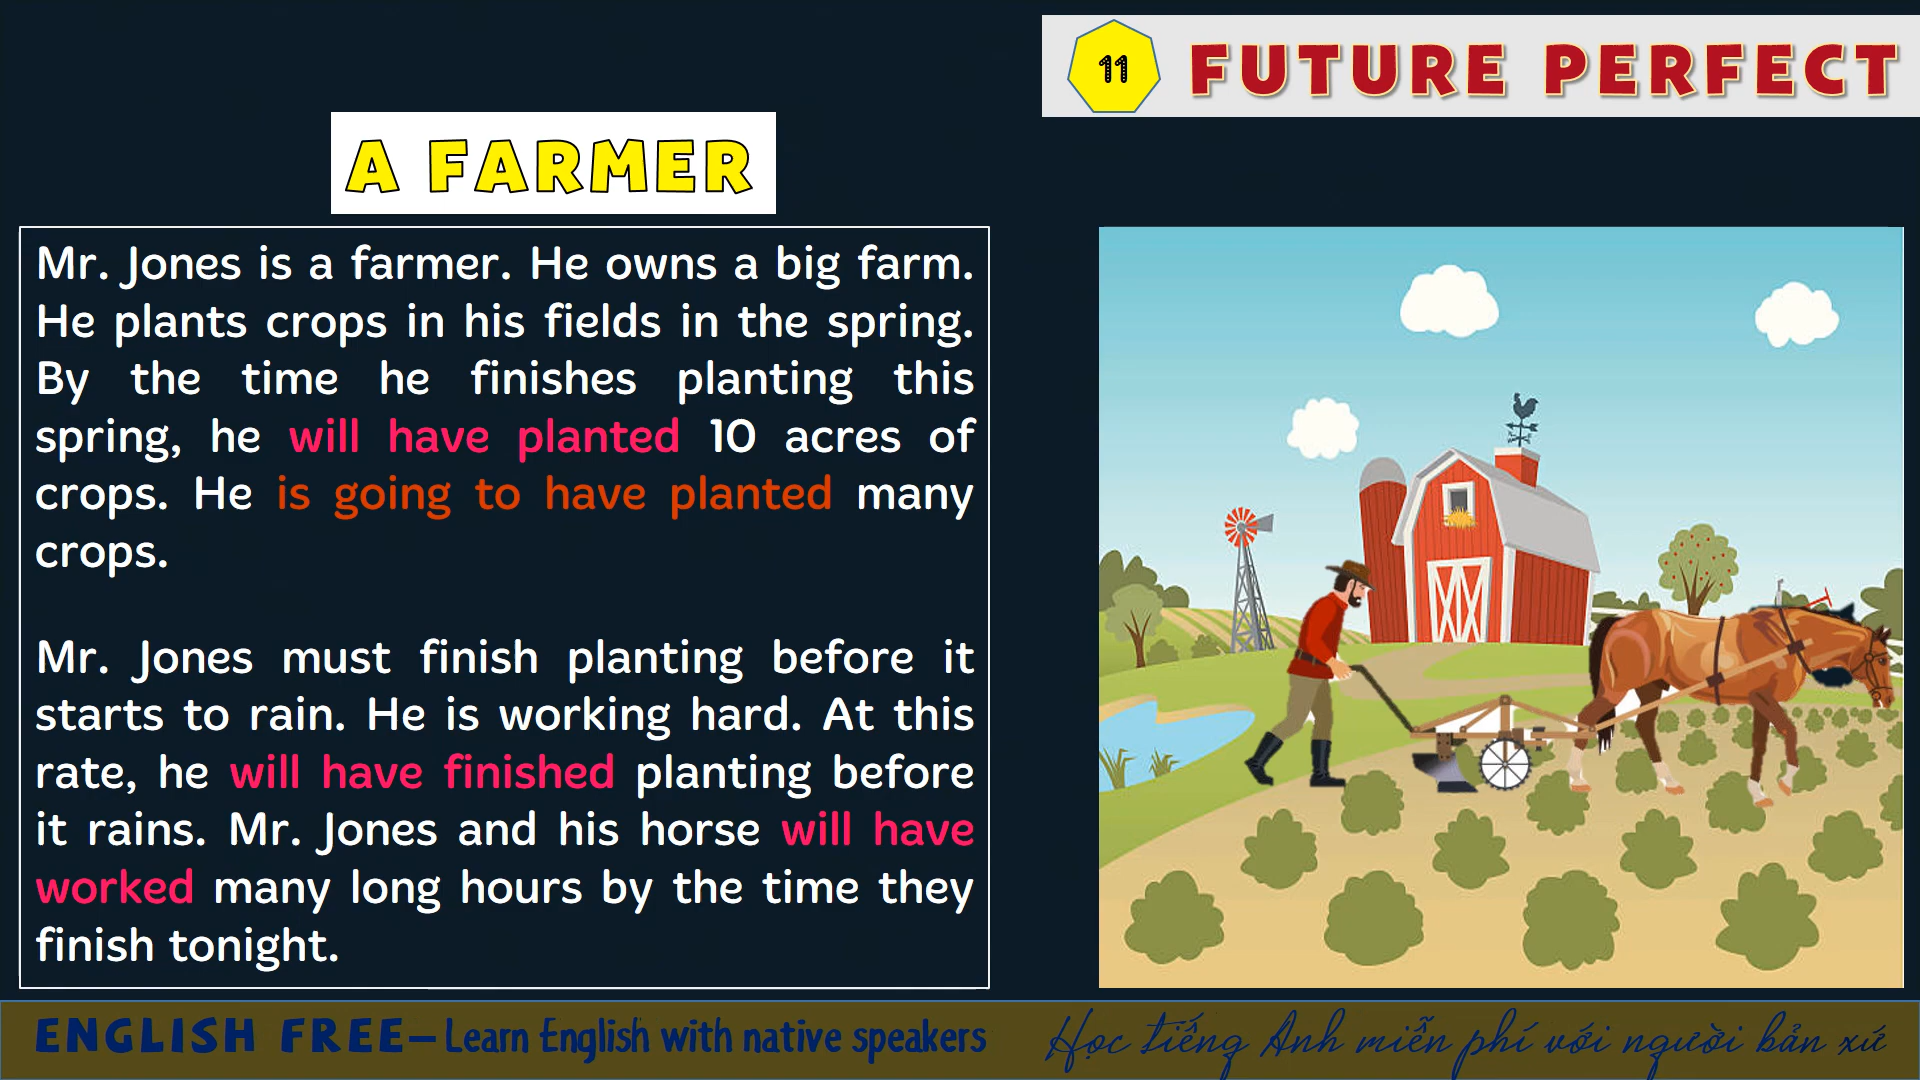 11 FUTURE PERFECT
A FARMER
Mr. Jones is a farmer. He owns a big farm.
He plants crops in his fields in the spring.
By the time he finishes planting this
spring, he will have planted 10 acres of
crops. He is going to have planted many
crops.
Mr. Jones must finish planting before it
starts to rain. He is working hard. At this
rate, he will have finished planting before
it rains. Mr. Jones and his horse will have
worked many long hours by the time they
finish tonight.
ENGLISH FREE– Learn English with native speakers Học tiếng Anh miễn phí với người bản xứ